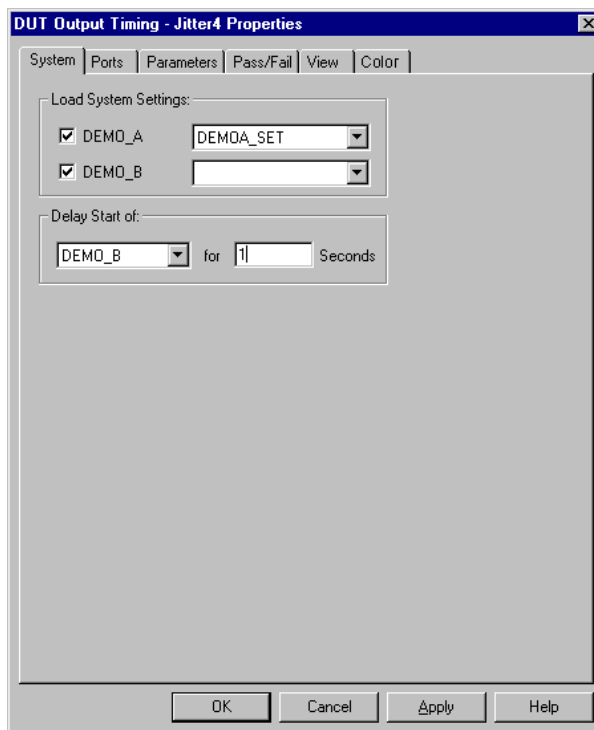 DUT Output Timing - Jitter4 Properties
System Ports Parameters Pass/Fail View Color
Load System Settings:
DEMO_A DEMOA_SET
DEMO_B
Delay Start of:
DEMO_B for 1 Seconds
OK Cancel Apply Help